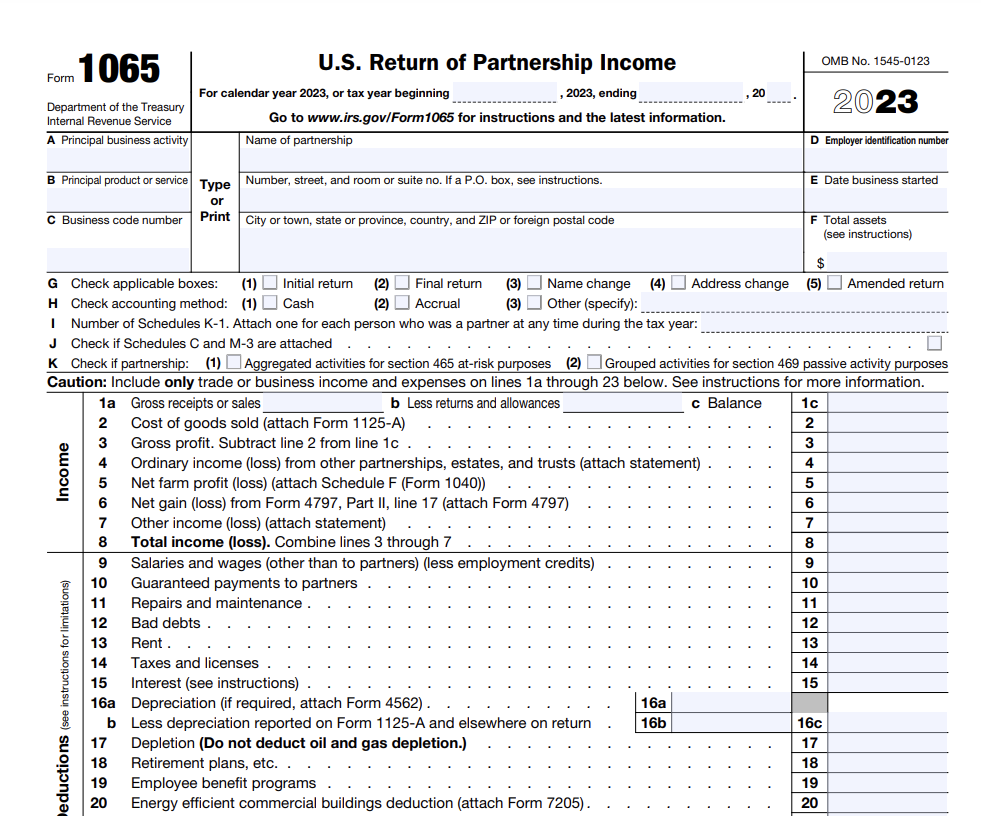 Form 1065
Department of the Treasury
Internal Revenue Service
U.S. Return of Partnership Income
For calendar year 2023, or tax year beginning , 2023, ending , 20 .
Go to www.irs.gov/Form1065 for instructions and the latest information.
OMB No. 1545-0123
2023
A Principal business activity
B Principal product or service
C Business code number
Type
or
Print
Name of partnership
Number, street, and room or suite no. If a P.O. box, see instructions.
City or town, state or province, country, and ZIP or foreign postal code
D Employer identification number
E Date business started
F Total assets
(see instructions)
$
G Check applicable boxes: (1) Initial return (2) Final return (3) Name change (4) Address change (5) Amended return
H Check accounting method: (1) Cash (2) Accrual (3) Other (specify):
I Number of Schedules K-1. Attach one for each person who was a partner at any time during the tax year:
J Check if Schedules C and M-3 are attached
K Check if partnership: (1) Aggregated activities for section 465 at-risk purposes (2) Grouped activities for section 469 passive activity purposes
Caution: Include only trade or business income and expenses on lines 1a through 23 below. See instructions for more information.
Income
1a Gross receipts or sales b Less returns and allowances c Balance 1c
2 Cost of goods sold (attach Form 1125-A) 2
3 Gross profit. Subtract line 2 from line 1c 3
4 Ordinary income (loss) from other partnerships, estates, and trusts (attach statement) 4
5 Net farm profit (loss) (attach Schedule F (Form 1040)) 5
6 Net gain (loss) from Form 4797, Part II, line 17 (attach Form 4797) 6
7 Other income (loss) (attach statement) 7
8 Total income (loss). Combine lines 3 through 7 8
Deductions (see instructions for limitations)
9 Salaries and wages (other than to partners) (less employment credits) 9
10 Guaranteed payments to partners 10
11 Repairs and maintenance 11
12 Bad debts 12
13 Rent 13
14 Taxes and licenses 14
15 Interest (see instructions) 15
16a Depreciation (if required, attach Form 4562) 16a
b Less depreciation reported on Form 1125-A and elsewhere on return 16b 16c
17 Depletion (Do not deduct oil and gas depletion.) 17
18 Retirement plans, etc. 18
19 Employee benefit programs 19
20 Energy efficient commercial buildings deduction (attach Form 7205) 20